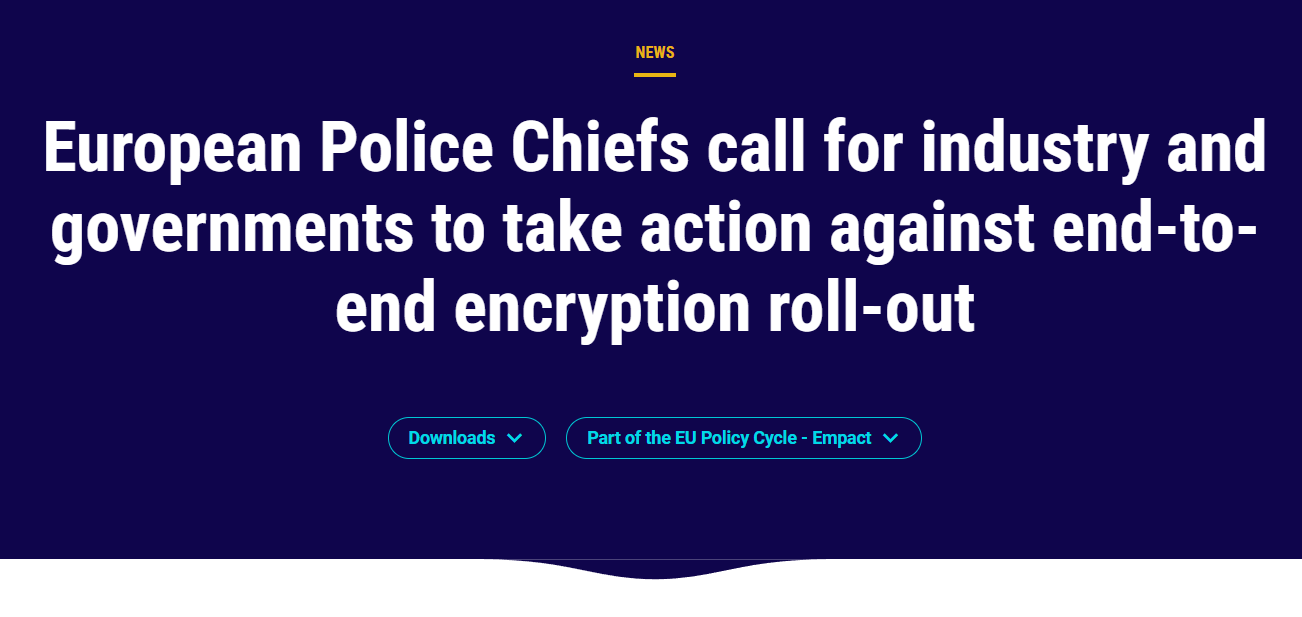 NEWS
European Police Chiefs call for industry and
governments to take action against end-to-
end encryption roll-out
Downloads
Part of the EU Policy Cycle - Empact